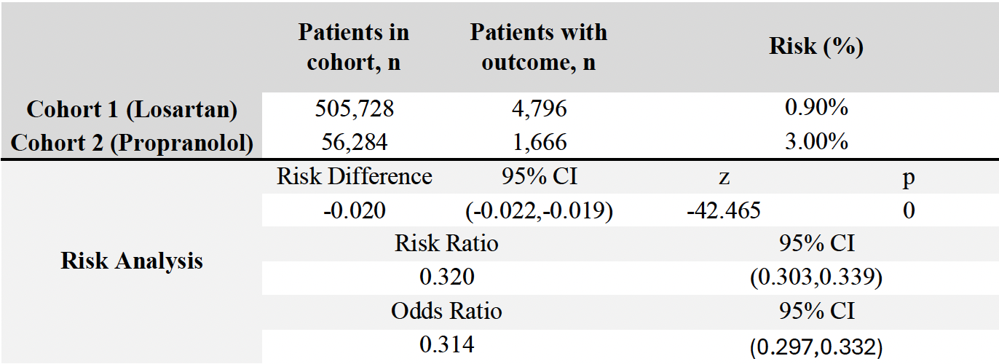 Patients in cohort, n Patients with outcome, n Risk (%)
Cohort 1 (Losartan) 505,728 4,796 0.90%
Cohort 2 (Propranolol) 56,284 1,666 3.00%
Risk Analysis
Risk Difference 95% CI z p
-0.020 (-0.022,-0.019) -42.465 0
Risk Ratio 95% CI
0.320 (0.303,0.339)
Odds Ratio 95% CI
0.314 (0.297,0.332)